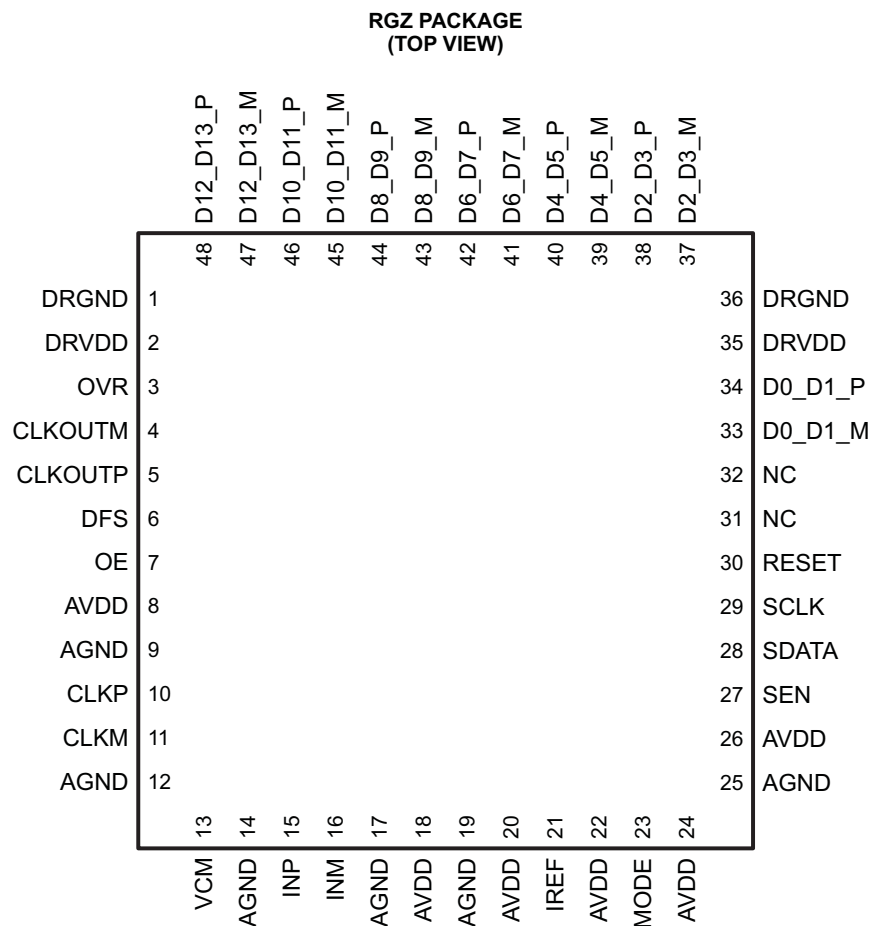 RGZ PACKAGE
(TOP VIEW)
D12_D13_P
D12_D13_M
D10_D11_P
D10_D11_M
D8_D9_P
D8_D9_M
D6_D7_P
D6_D7_M
D4_D5_P
D4_D5_M
D2_D3_P
D2_D3_M
48 47 46 45 44 43 42 41 40 39 38 37
DRGND 1 36 DRGND
DRVDD 2 35 DRVDD
OVR 3 34 D0_D1_P
CLKOUTM 4 33 D0_D1_M
CLKOUTP 5 32 NC
DFS 6 31 NC
OE 7 30 RESET
AVDD 8 29 SCLK
AGND 9 28 SDATA
CLKP 10 27 SEN
CLKM 11 26 AVDD
AGND 12 25 AGND
13 14 15 16 17 18 19 20 21 22 23 24
VCM
AGND
INP
INM
AGND
AVDD
AGND
AVDD
IREF
AVDD
MODE
AVDD